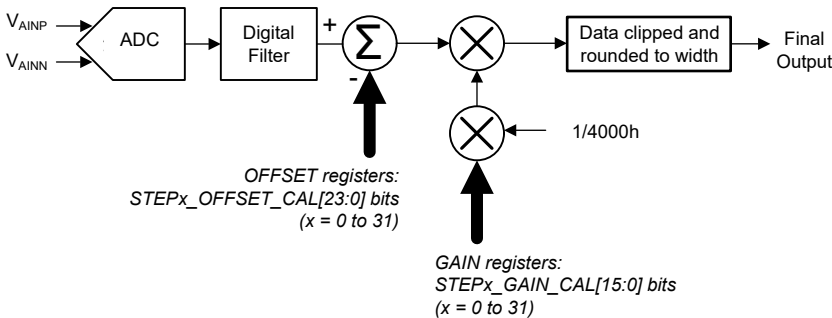 VAINP
VAINN
ADC
Digital
Filter
+
-
Σ
Data clipped and
rounded to width
Final
Output
1/4000h
OFFSET registers:
STEPx_OFFSET_CAL[23:0] bits
(x = 0 to 31)
GAIN registers:
STEPx_GAIN_CAL[15:0] bits
(x = 0 to 31)